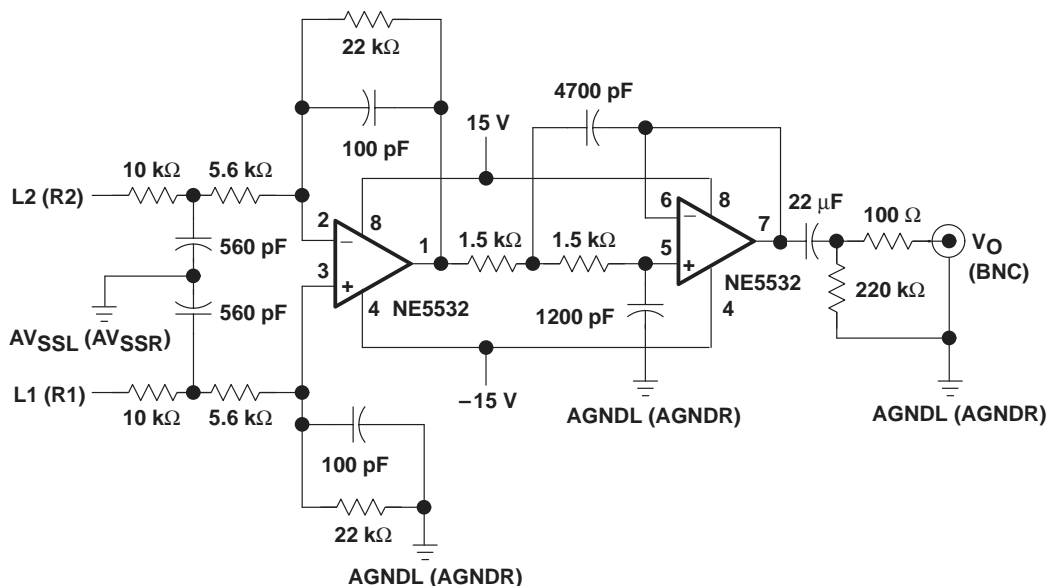 22 kΩ
4700 pF
100 pF
15 V
10 kΩ
5.6 kΩ
L2 (R2)
2
8
−
560 pF
3
+
1
1.5 kΩ
1.5 kΩ
6
8
−
5
+
7
22 μF
100 Ω
VO
(BNC)
220 kΩ
4
NE5532
NE5532
4
560 pF
1200 pF
AVSSL (AVSSR)
L1 (R1)
10 kΩ
5.6 kΩ
–15 V
AGNDL (AGNDR)
AGNDL (AGNDR)
100 pF
22 kΩ
AGNDL (AGNDR)